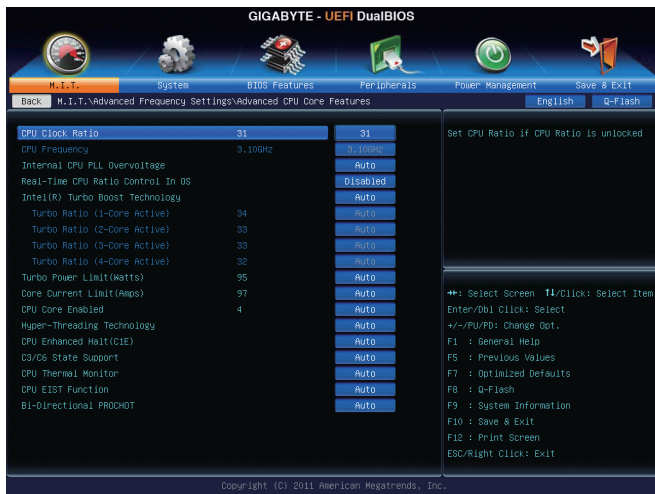 GIGABYTE - UEFI DualBIOS
M.I.T. System BIOS Features Peripherals Power Management Save & Exit
Back M.I.T.\Advanced Frequency Settings\Advanced CPU Core Features English Q-Flash
CPU Clock Ratio 31 31
CPU Frequency 3.10GHz 3.10GHz
Internal CPU PLL Overvoltage Auto
Real-Time CPU Ratio Control In OS Disabled
Intel(R) Turbo Boost Technology Auto
Turbo Ratio (1-Core Active) 34 Auto
Turbo Ratio (2-Core Active) 33 Auto
Turbo Ratio (3-Core Active) 33 Auto
Turbo Ratio (4-Core Active) 32 Auto
Turbo Power Limit(Watts) 95 Auto
Core Current Limit(Amps) 97 Auto
CPU Core Enabled 4 Auto
Hyper-Threading Technology Auto
CPU Enhanced Halt(C1E) Auto
C3/C6 State Support Auto
CPU Thermal Monitor Auto
CPU EIST Function Auto
Bi-Directional PROCHOT Auto
Set CPU Ratio if CPU Ratio is unlocked
→←: Select Screen ↑↓/Click: Select Item
Enter/Dbl Click: Select
+/-/PU/PD: Change Opt.
F1 : General Help
F5 : Previous Values
F7 : Optimized Defaults
F8 : Q-Flash
F9 : System Information
F10 : Save & Exit
F12 : Print Screen
ESC/Right Click: Exit
Copyright (C) 2011 American Megatrends, Inc.